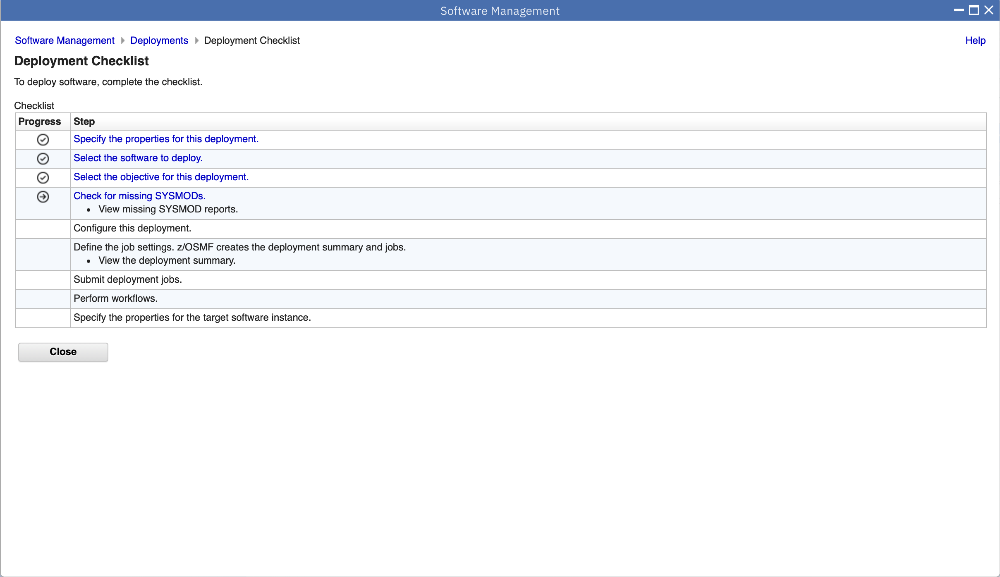 Software Management
Software Management Deployments Deployment Checklist Help
Deployment Checklist
To deploy software, complete the checklist.
Checklist
Progress Step
Specify the properties for this deployment.
Select the software to deploy.
Select the objective for this deployment.
Check for missing SYSMODs.
• View missing SYSMOD reports.
Configure this deployment.
Define the job settings. z/OSMF creates the deployment summary and jobs.
• View the deployment summary.
Submit deployment jobs.
Perform workflows.
Specify the properties for the target software instance.
Close